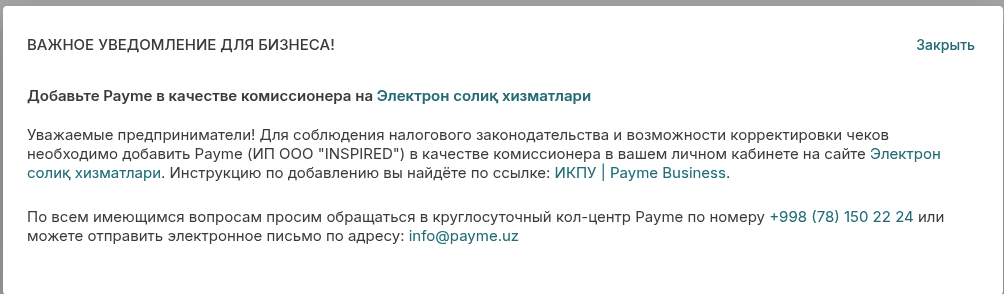 ВАЖНОЕ УВЕДОМЛЕНИЕ ДЛЯ БИЗНЕСА!
Закрыть
Добавьте Payme в качестве комиссионера на Электрон солиқ хизматлари
Уважаемые предприниматели! Для соблюдения налогового законодательства и возможности корректировки чеков
необходимо добавить Payme (ИП ООО "INSPIRED") в качестве комиссионера в вашем личном кабинете на сайте Электрон
солиқ хизматлари. Инструкцию по добавлению вы найдёте по ссылке: ИКПУ | Payme Business.
По всем имеющимся вопросам просим обращаться в круглосуточный кол-центр Payme по номеру +998 (78) 150 22 24 или
можете отправить электронное письмо по адресу: info@payme.uz